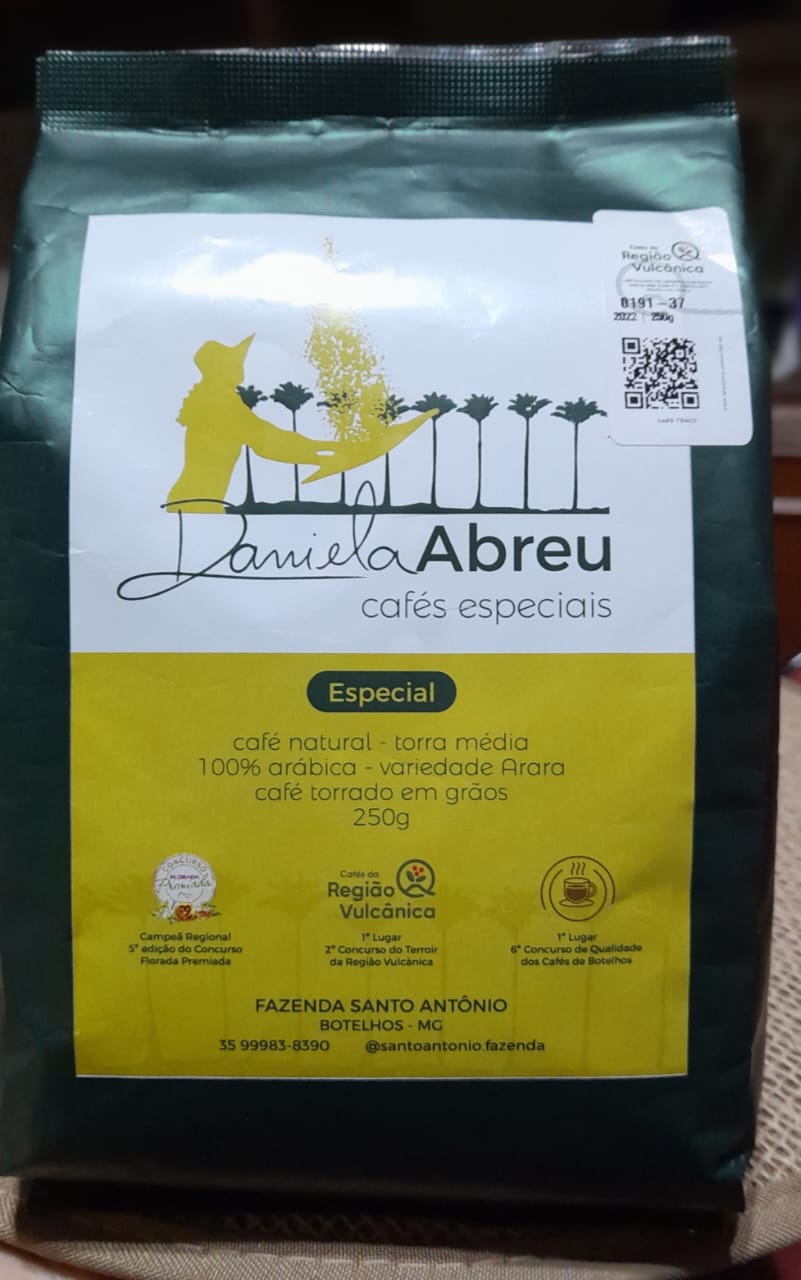 Cafés da
Região
Vulcânica
0191-37
2022 | 250g
SAFE TRACE
Daniela Abreu
cafés especiais
Especial
café natural - torra média
100% arábica - variedade Arara
café torrado em grãos
250g
CONCURSO
FLORADA
Premiada
Campeã Regional
5ª edição do Concurso
Florada Premiada
Cafés da
Região
Vulcânica
1º Lugar
2º Concurso do Terroir
da Região Vulcânica
1º Lugar
6º Concurso de Qualidade
dos Cafés de Botelhos
FAZENDA SANTO ANTÔNIO
BOTELHOS - MG
35 99983-8390 @santoantonio.fazenda